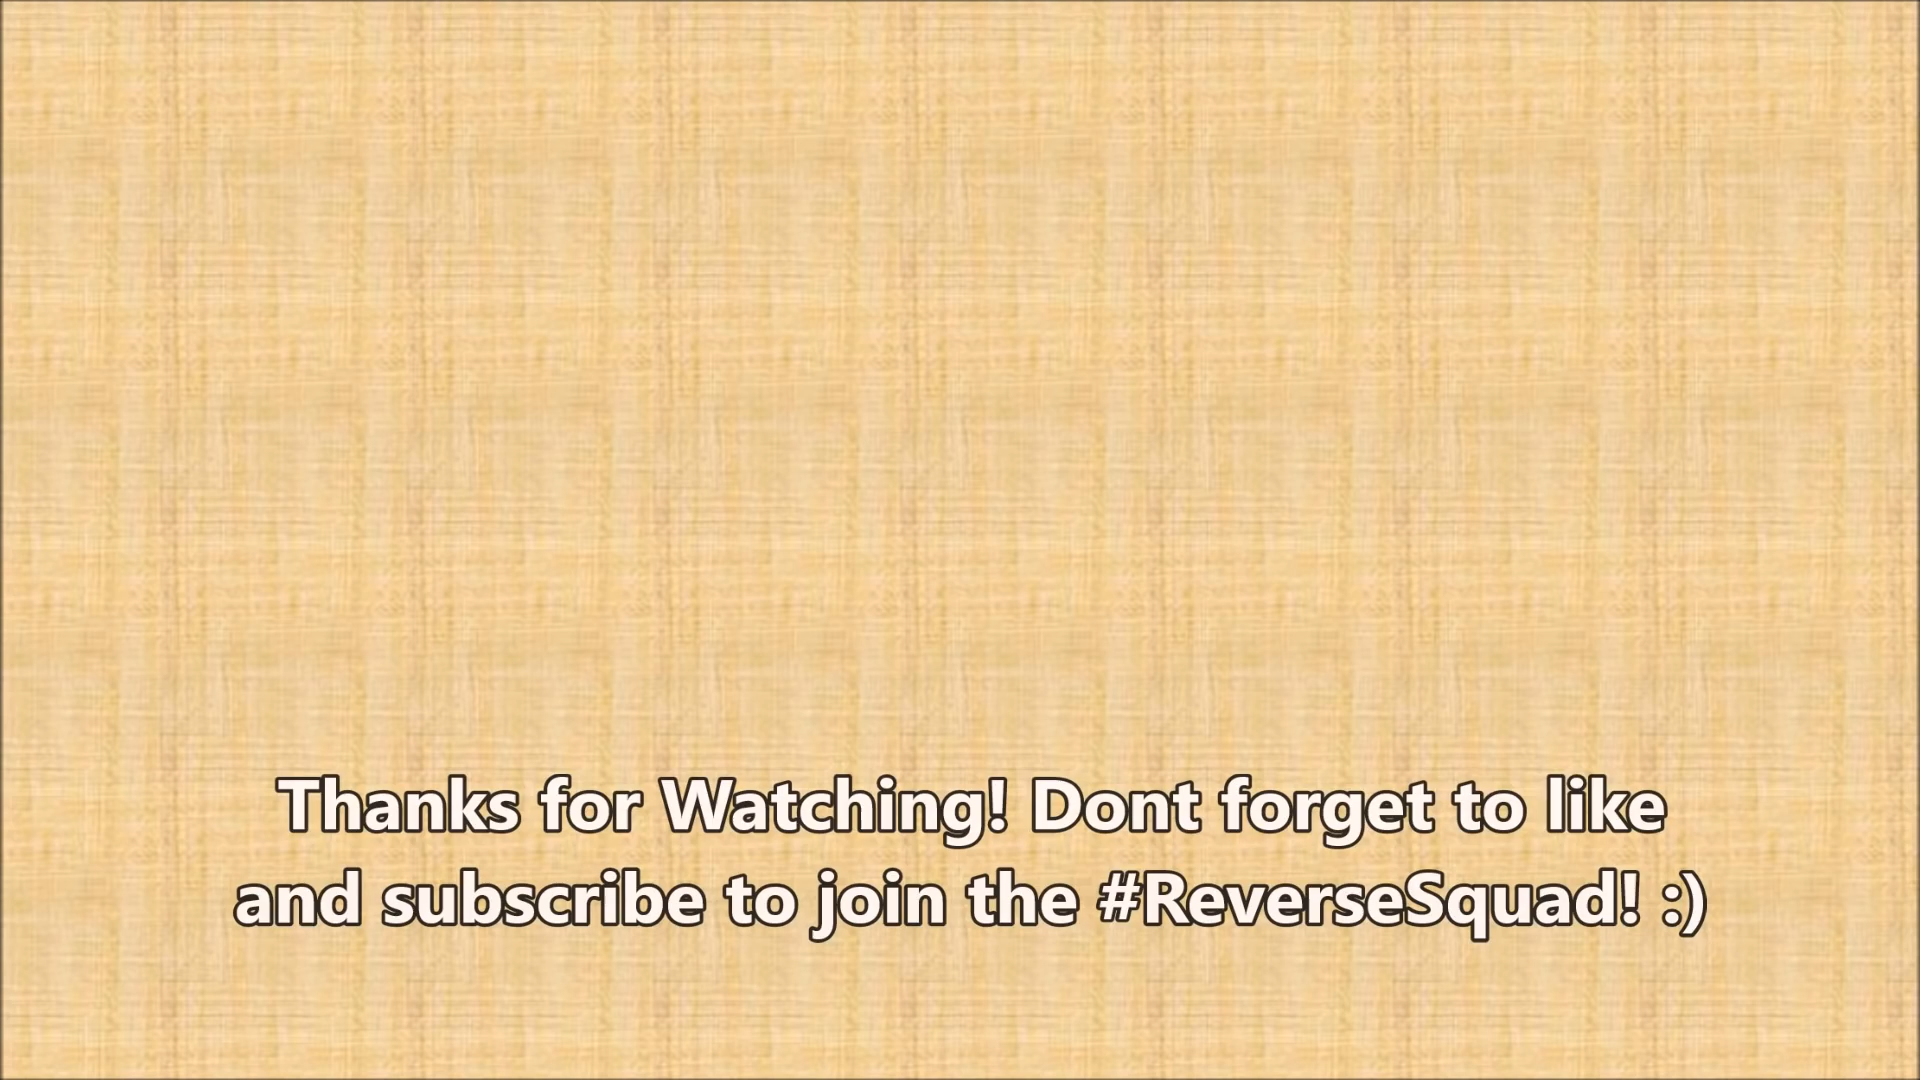 Thanks for Watching! Dont forget to like
and subscribe to join the #ReverseSquad! :)